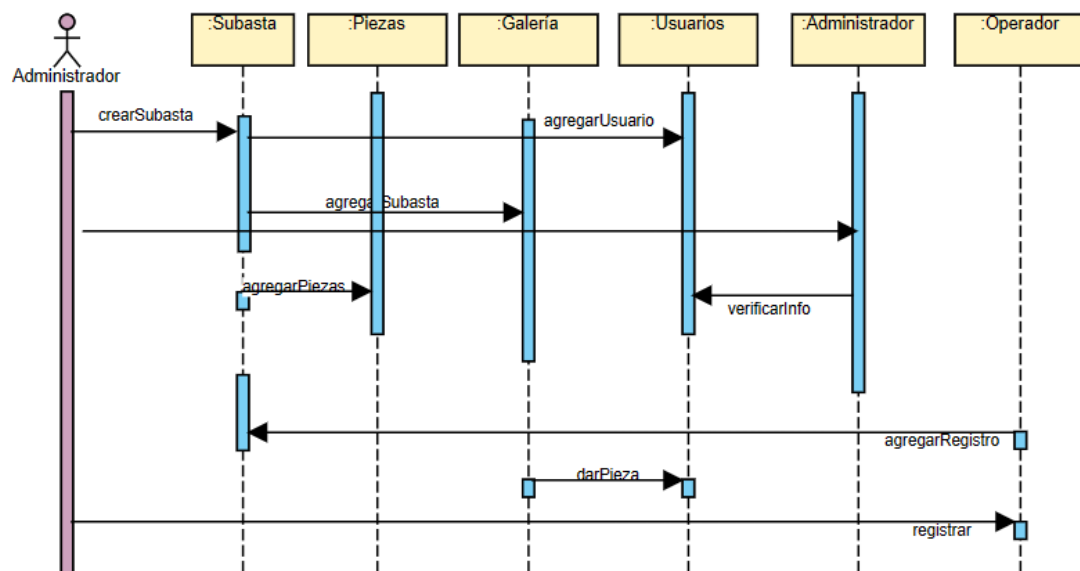 :Subasta
:Piezas
:Galería
:Usuarios
:Administrador
:Operador
Administrador
crearSubasta
agregarUsuario
agregarSubasta
agregarPiezas
verificarInfo
agregarRegistro
darPieza
registrar